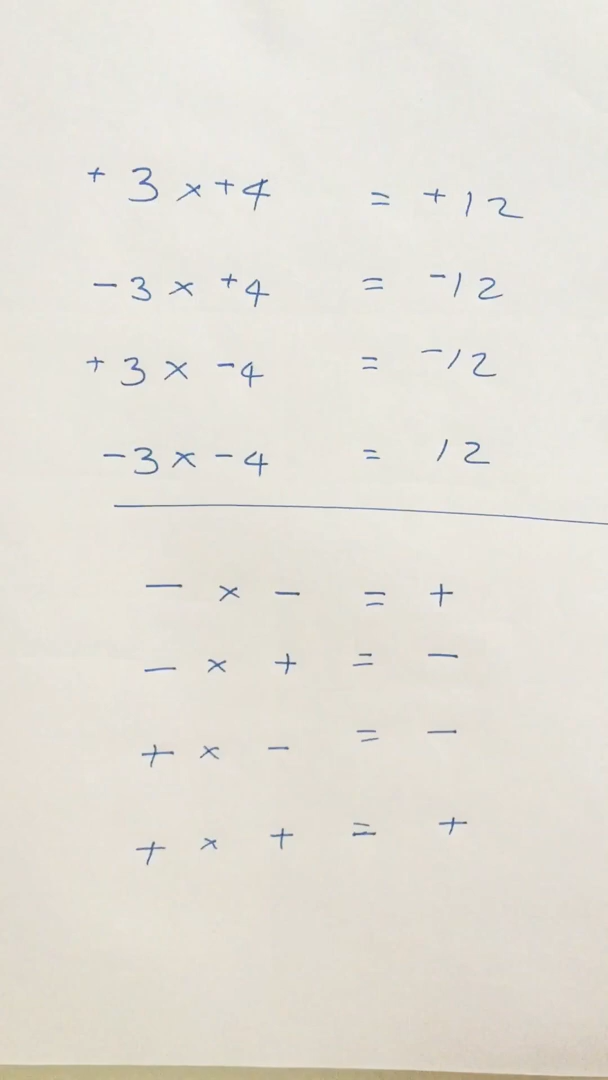 +3 x +4 = +12
-3 x +4 = -12
+3 x -4 = -12
-3 x -4 = 12
- x - = +
- x + = -
+ x - = -
+ x + = +